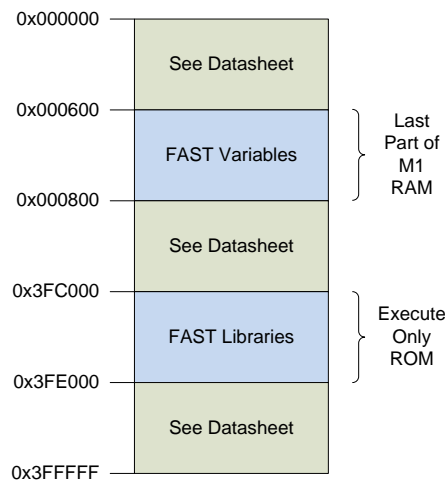 0x000000
See Datasheet
0x000600
FAST Variables
Last
Part of
M1
RAM
0x000800
See Datasheet
0x3FC000
FAST Libraries
Execute
Only
ROM
0x3FE000
See Datasheet
0x3FFFFF